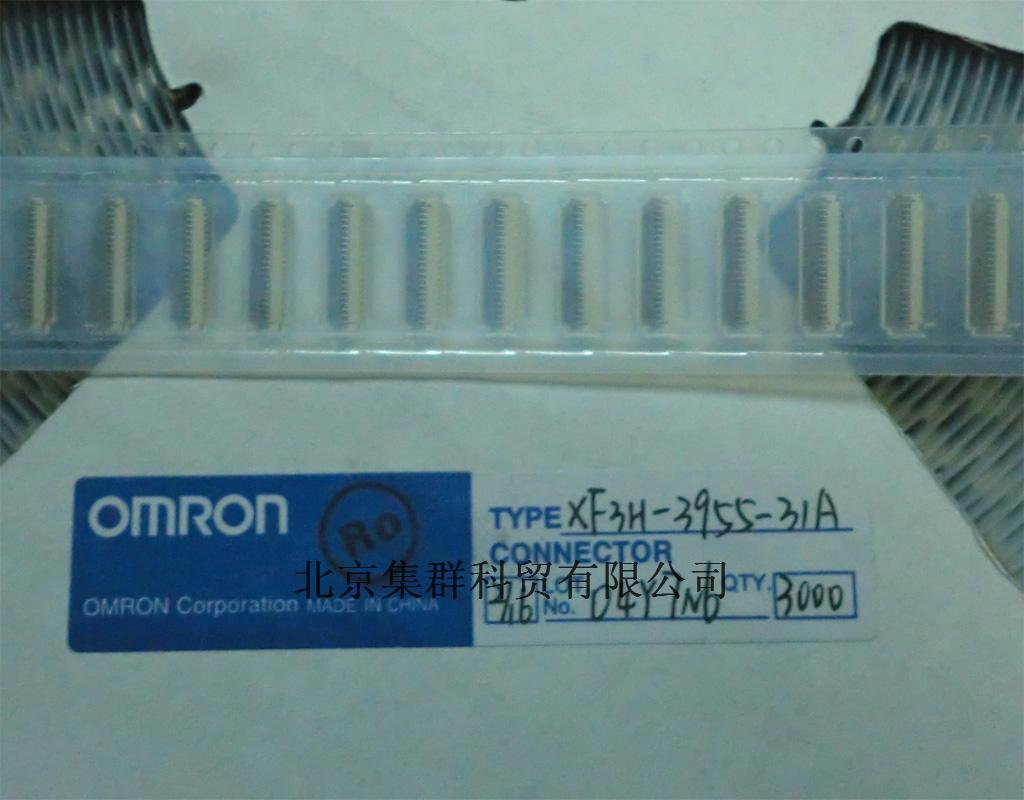 OMRON
Ro
TYPE XF3H-3955-31A
CONNECTOR
北京集群科贸有限公司
OMRON Corporation MADE IN CHINA
LOT No.
QTY. 3000